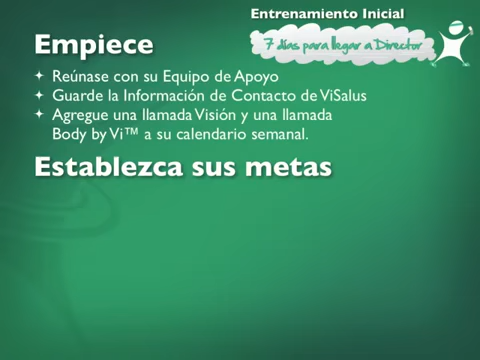 Entrenamiento Inicial
7 días para llegar a Director
Empiece
Reúnase con su Equipo de Apoyo
Guarde la Información de Contacto de ViSalus
Agregue una llamada Visión y una llamada
Body by Vi™ a su calendario semanal.
Establezca sus metas